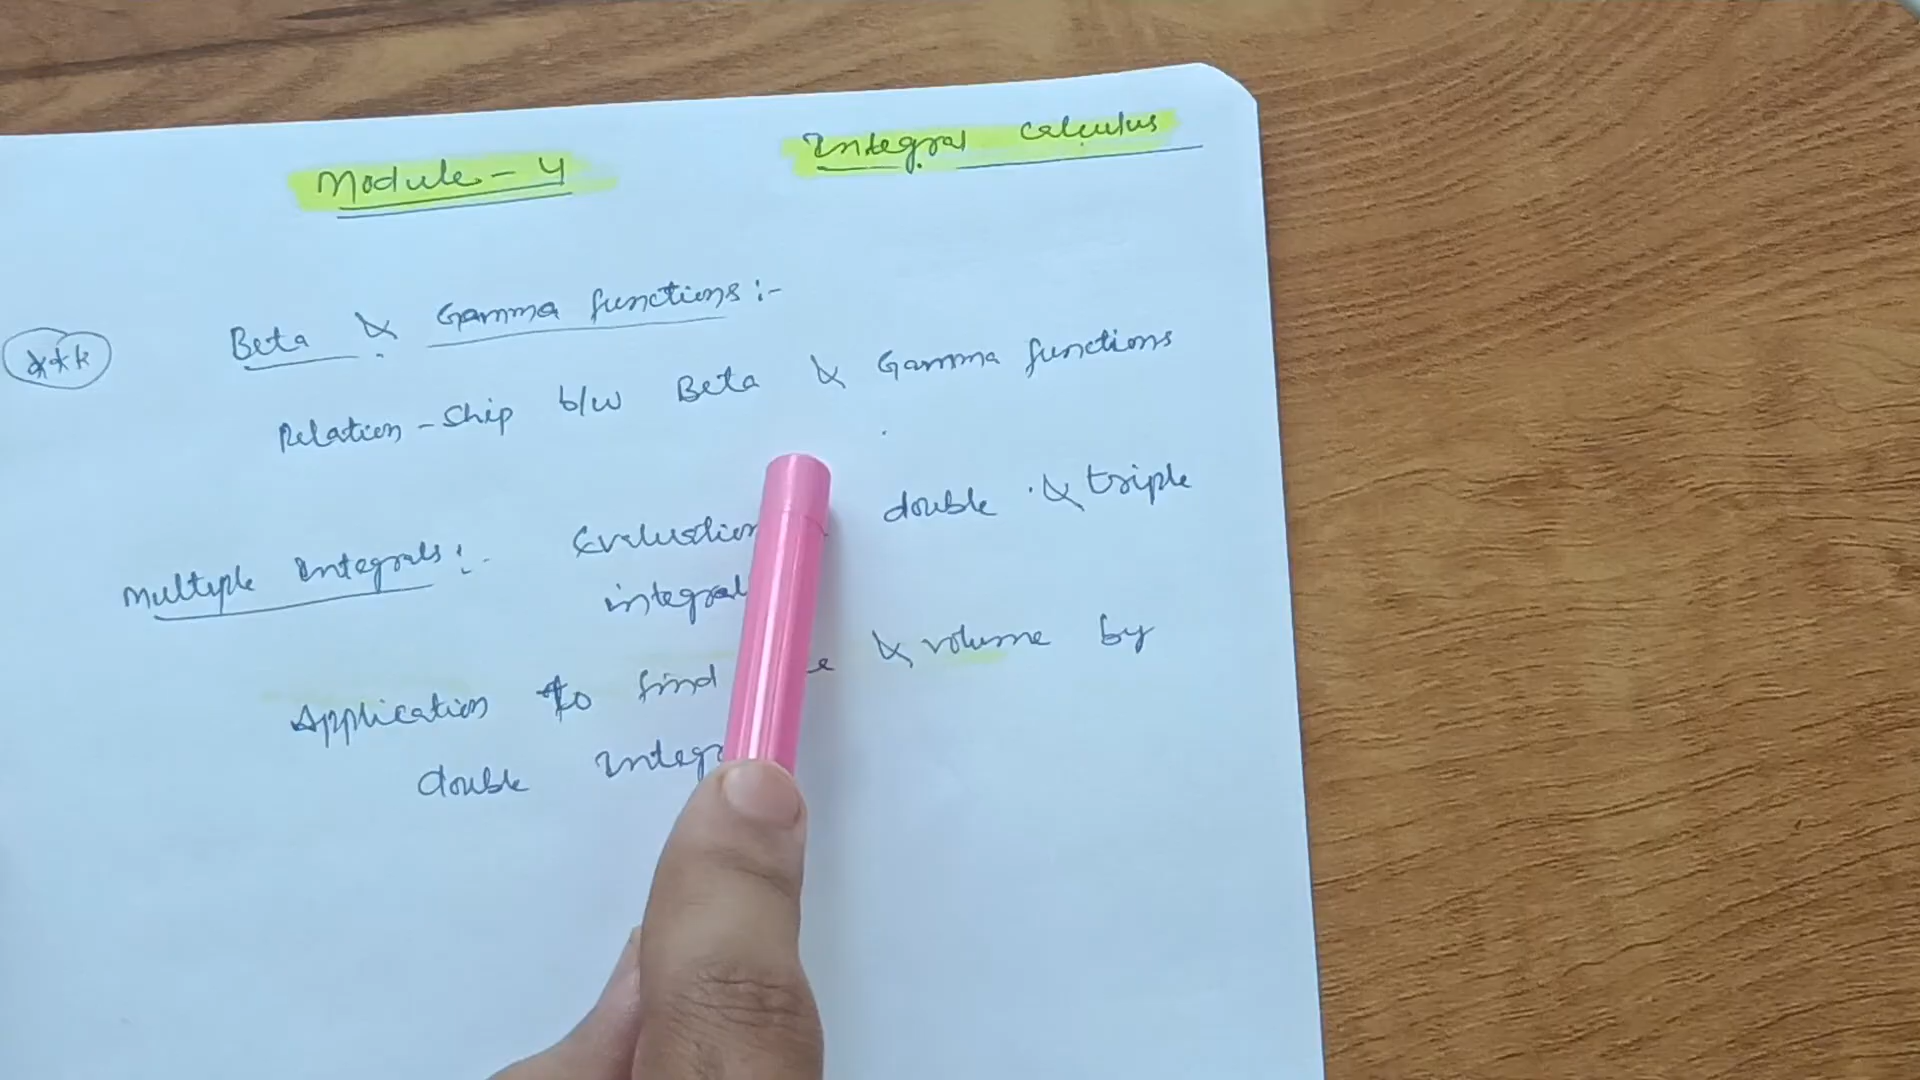 Module - 4
Integral Calculus
Beta & Gamma functions :-
***
Relation - Ship b/w Beta & Gamma functions
Multiple Integrals :- Evaluation double & triple
integral
Application to find & volume by
double Integr